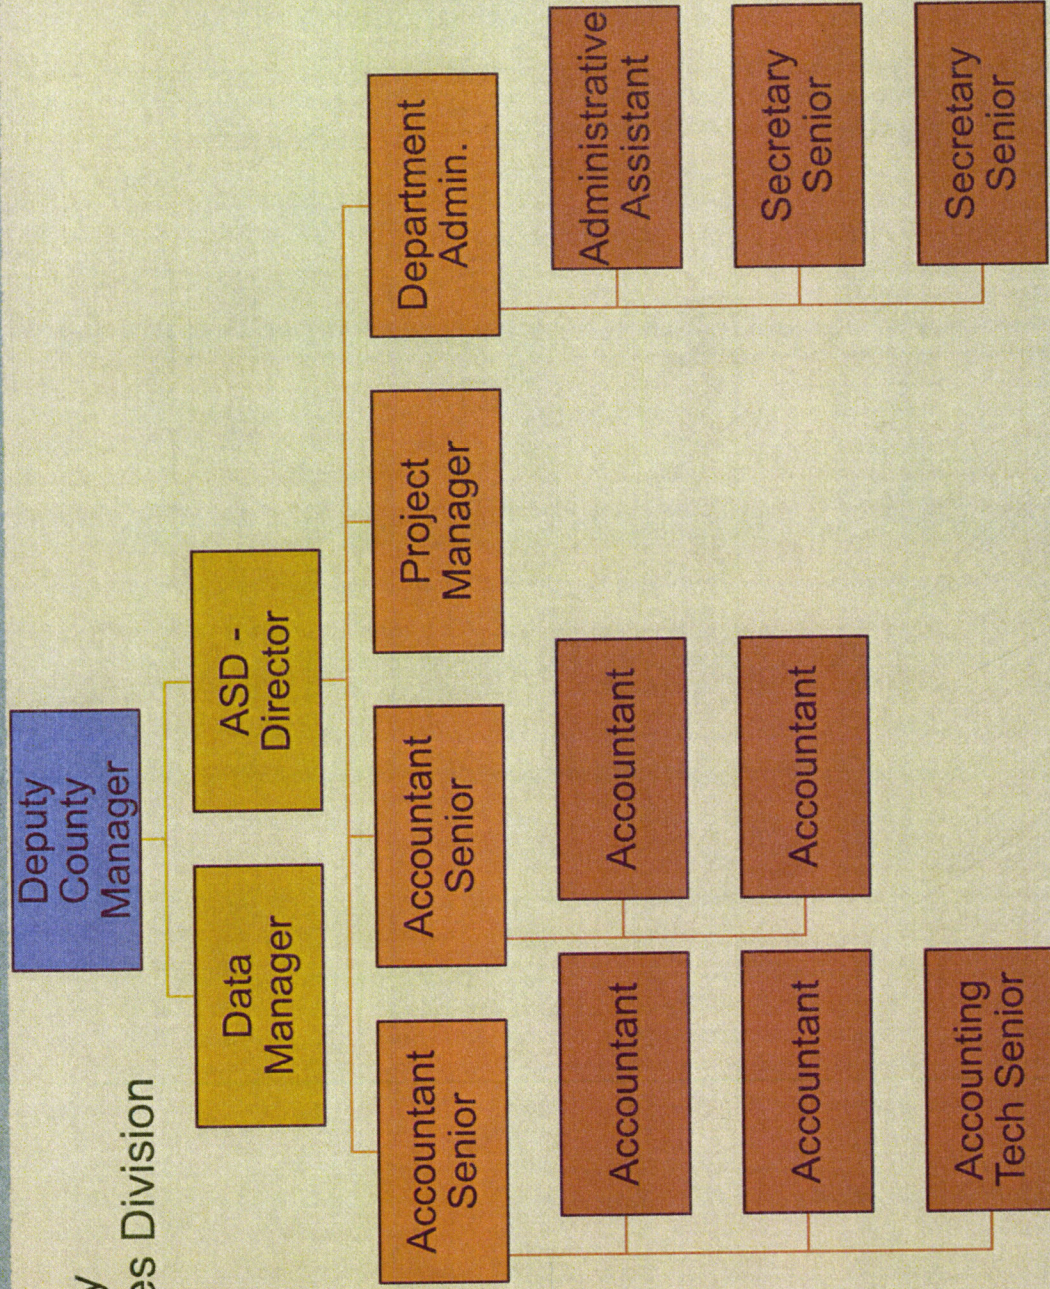 y
es Division
Deputy
County
Manager
Data
Manager
ASD -
Director
Accountant
Senior
Accountant
Senior
Project
Manager
Department
Admin.
Accountant
Accountant
Administrative
Assistant
Accountant
Accountant
Secretary
Senior
Accounting
Tech Senior
Secretary
Senior